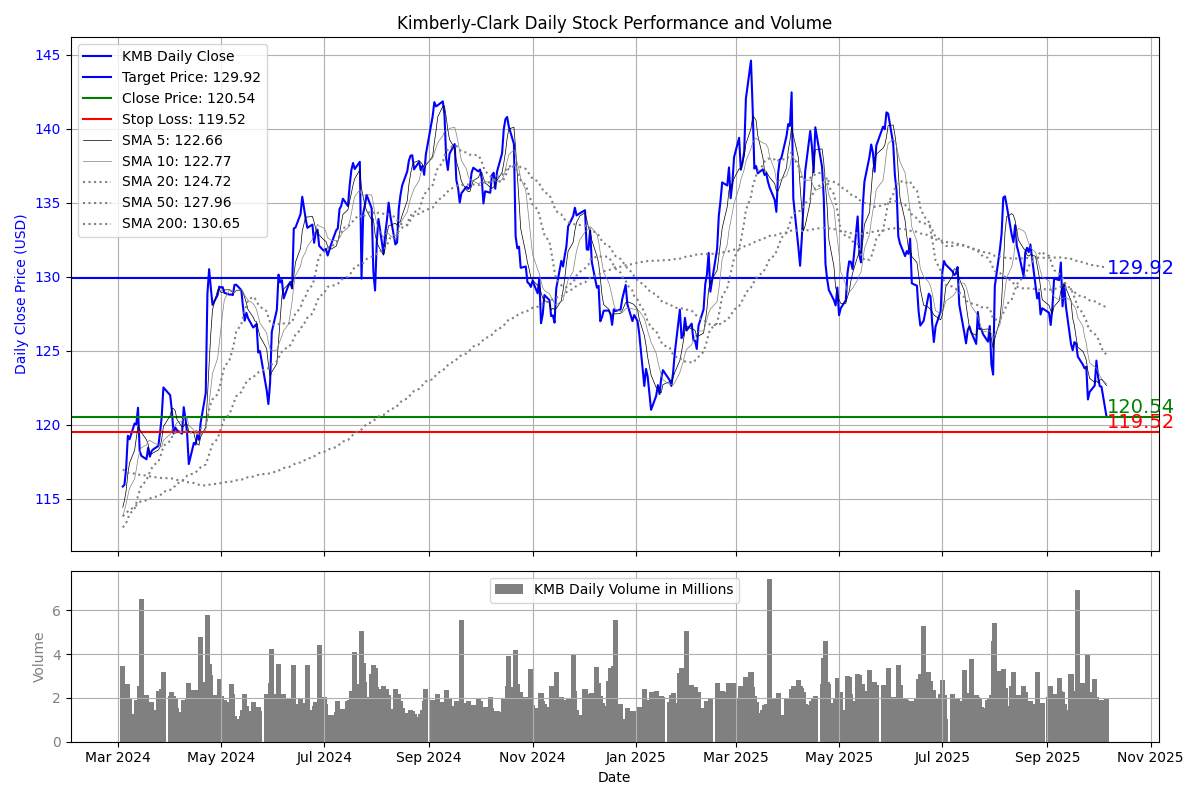 Kimberly-Clark Daily Stock Performance and Volume
Daily Close Price (USD)
145
140
135
130
125
120
115
KMB Daily Close
Target Price: 129.92
Close Price: 120.54
Stop Loss: 119.52
SMA 5: 122.66
SMA 10: 122.77
SMA 20: 124.72
SMA 50: 127.96
SMA 200: 130.65
129.92
120.54
119.52
Volume
6
4
2
0
KMB Daily Volume in Millions
Mar 2024 May 2024 Jul 2024 Sep 2024 Nov 2024 Jan 2025 Mar 2025 May 2025 Jul 2025 Sep 2025 Nov 2025
Date